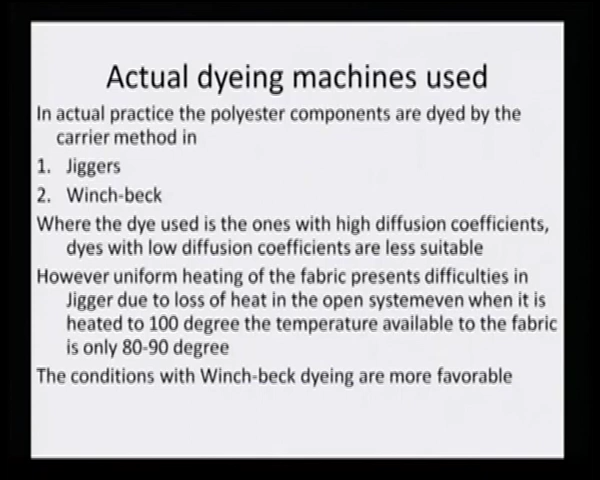 Actual dyeing machines used
In actual practice the polyester components are dyed by the
carrier method in
1. Jiggers
2. Winch-beck
Where the dye used is the ones with high diffusion coefficients,
dyes with low diffusion coefficients are less suitable
However uniform heating of the fabric presents difficulties in
Jigger due to loss of heat in the open systemeven when it is
heated to 100 degree the temperature available to the fabric
is only 80-90 degree
The conditions with Winch-beck dyeing are more favorable